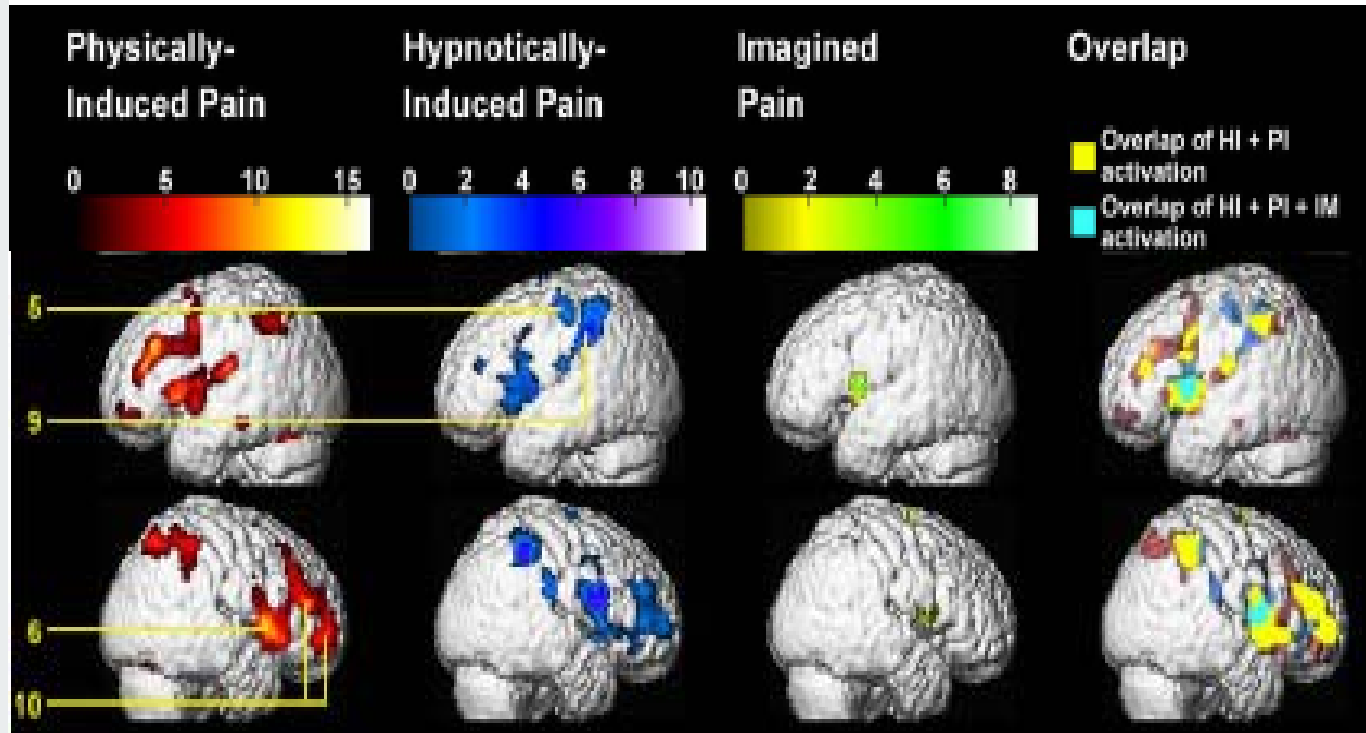 Physically-
Induced Pain
Hypnotically-
Induced Pain
Imagined
Pain
Overlap
Overlap of HI + PI
activation
Overlap of HI + PI + IM
activation
0 5 10 15
0 2 4 6 8 10
0 2 4 6 8
5
9
6
10